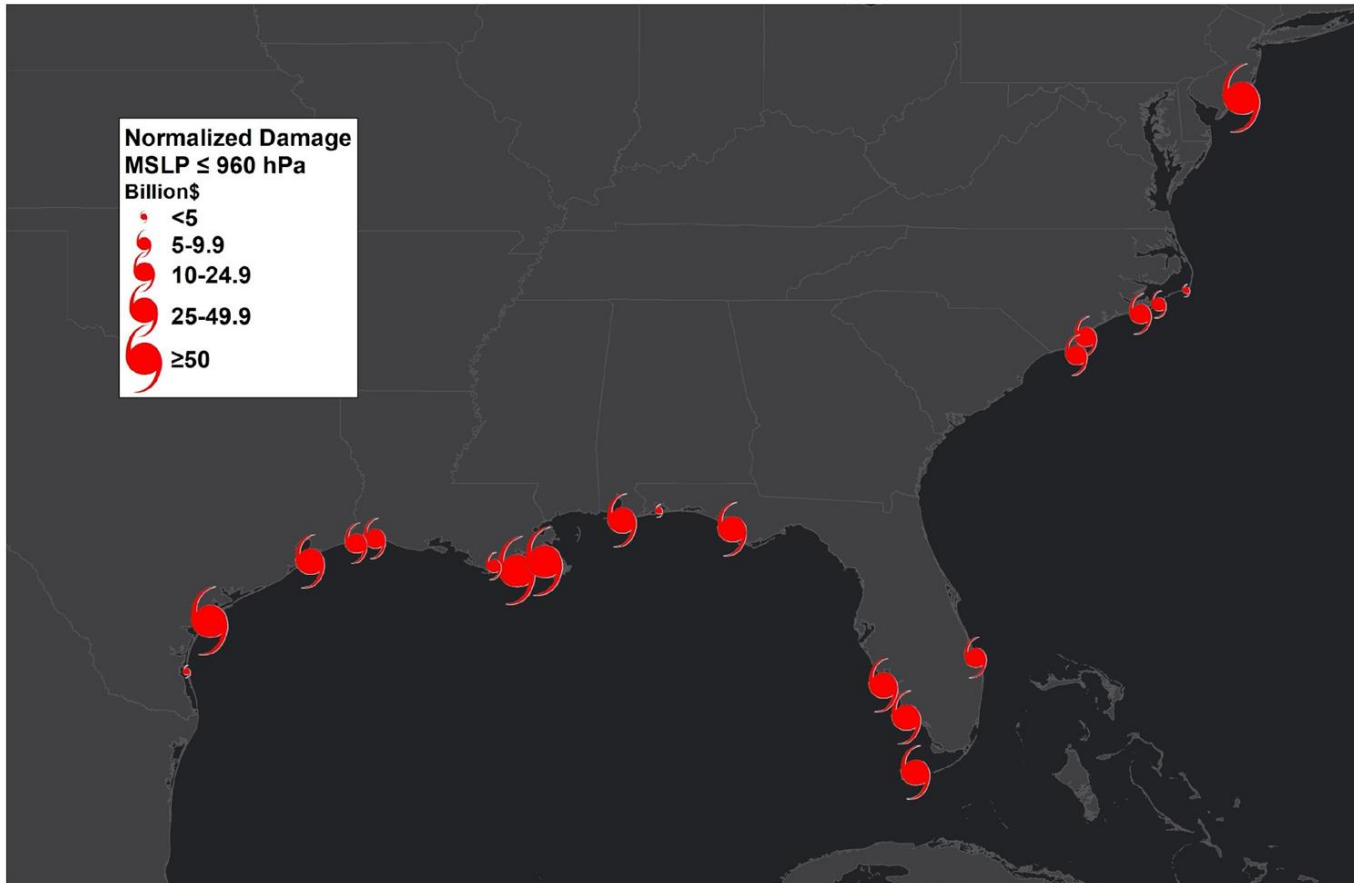 Normalized Damage
MSLP ≤ 960 hPa
Billion$
<5
5-9.9
10-24.9
25-49.9
≥50